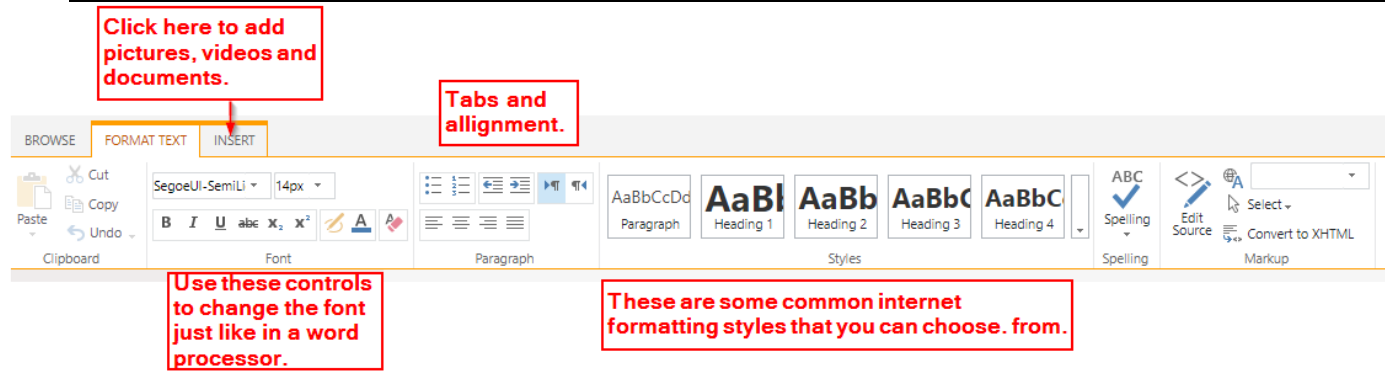 Click here to add
pictures, videos and
documents.
Tabs and
allignment.
BROWSE FORMAT TEXT INSERT
Cut
Copy
Undo
Paste
Clipboard
SegoeUI-SemiLi 14px
B I U abc x₂ x² A
Font
Paragraph
AaBbCcDd
Paragraph
AaBb
Heading 1
AaBb
Heading 2
AaBbC
Heading 3
AaBbC
Heading 4
Styles
ABC
Spelling
Spelling
Edit
Source
Select
Convert to XHTML
Markup
Use these controls
to change the font
just like in a word
processor.
These are some common internet
formatting styles that you can choose. from.